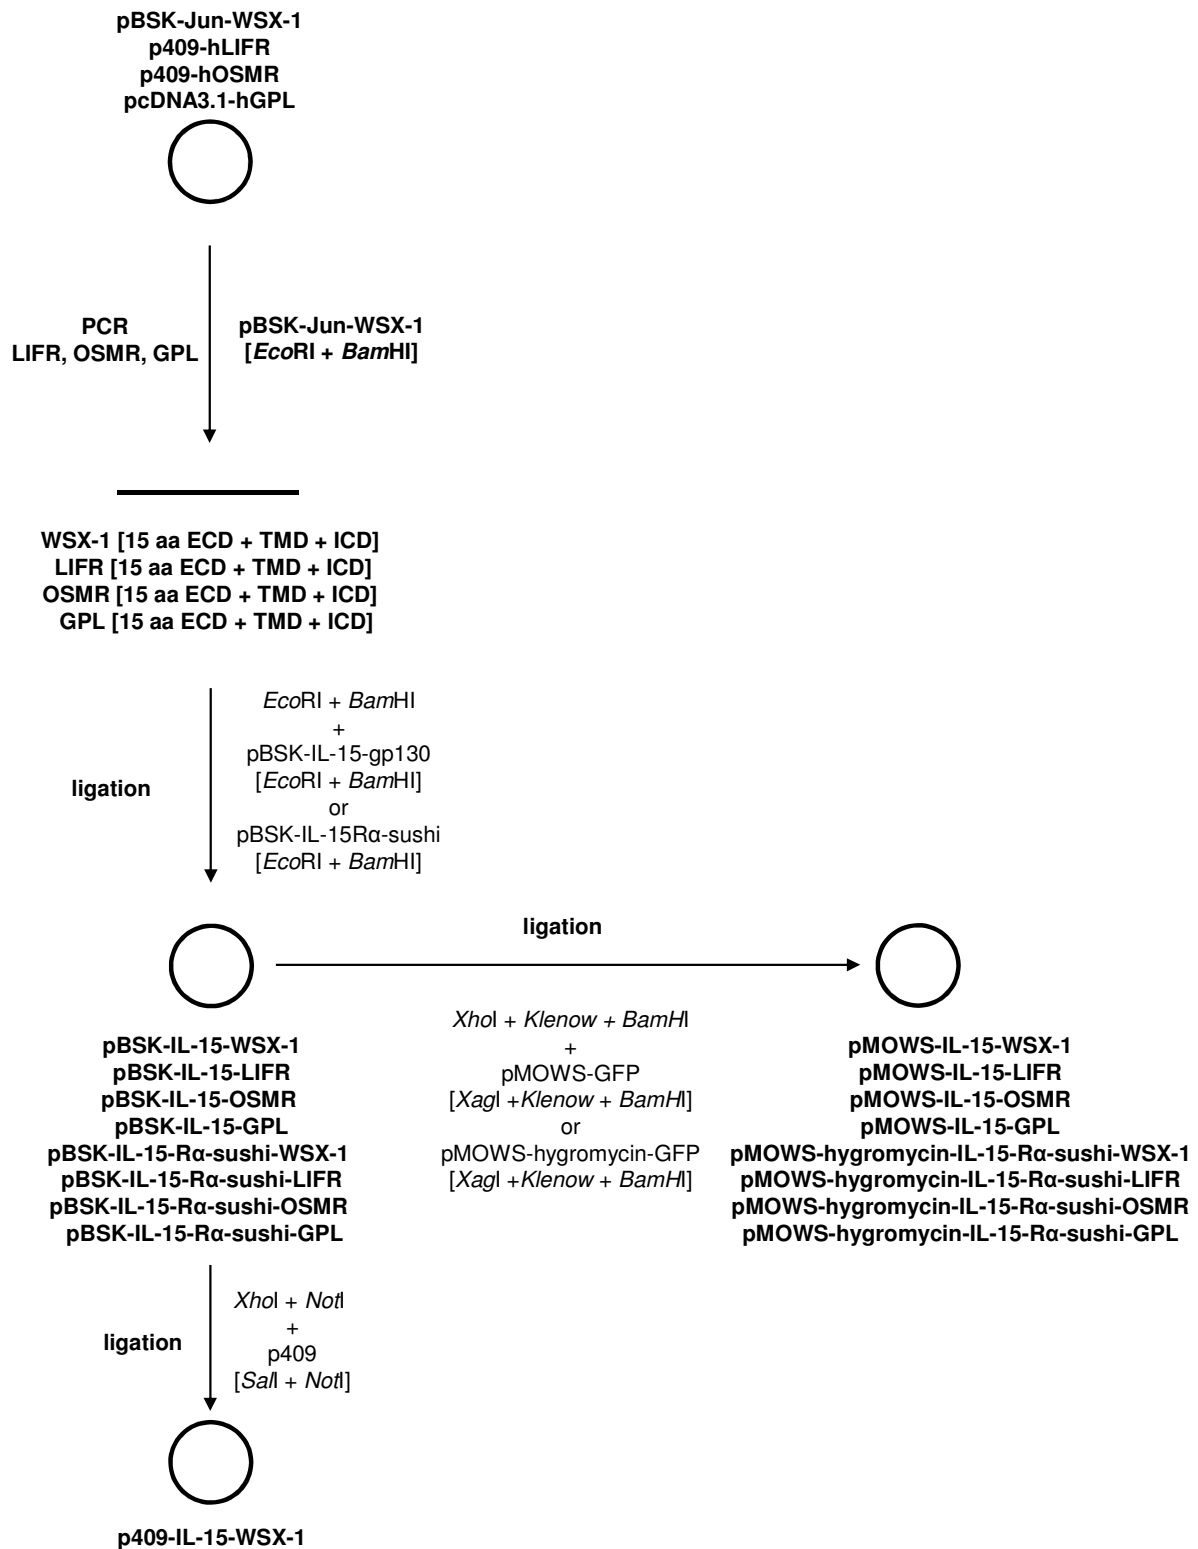 pBSK-Jun-WSX-1
p409-hLIFR
p409-hOSMR
pcDNA3.1-hGPL
PCR
LIFR, OSMR, GPL
pBSK-Jun-WSX-1
[EcoRI + BamHI]
WSX-1 [15 aa ECD + TMD + ICD]
LIFR [15 aa ECD + TMD + ICD]
OSMR [15 aa ECD + TMD + ICD]
GPL [15 aa ECD + TMD + ICD]
ligation
EcoRI + BamHI
+
pBSK-IL-15-gp130
[EcoRI + BamHI]
or
pBSK-IL-15Rα-sushi
[EcoRI + BamHI]
ligation
XhoI + Klenow + BamHI
+
pMOWS-GFP
[XagI +Klenow + BamHI]
or
pMOWS-hygromycin-GFP
[XagI +Klenow + BamHI]
pBSK-IL-15-WSX-1
pBSK-IL-15-LIFR
pBSK-IL-15-OSMR
pBSK-IL-15-GPL
pBSK-IL-15-Rα-sushi-WSX-1
pBSK-IL-15-Rα-sushi-LIFR
pBSK-IL-15-Rα-sushi-OSMR
pBSK-IL-15-Rα-sushi-GPL
pMOWS-IL-15-WSX-1
pMOWS-IL-15-LIFR
pMOWS-IL-15-OSMR
pMOWS-IL-15-GPL
pMOWS-hygromycin-IL-15-Rα-sushi-WSX-1
pMOWS-hygromycin-IL-15-Rα-sushi-LIFR
pMOWS-hygromycin-IL-15-Rα-sushi-OSMR
pMOWS-hygromycin-IL-15-Rα-sushi-GPL
ligation
XhoI + NotI
+
p409
[SalI + NotI]
p409-IL-15-WSX-1